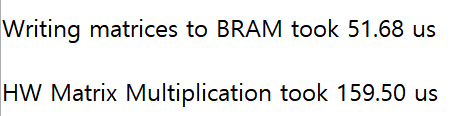 Writing matrices to BRAM took 51.68 us
HW Matrix Multiplication took 159.50 us